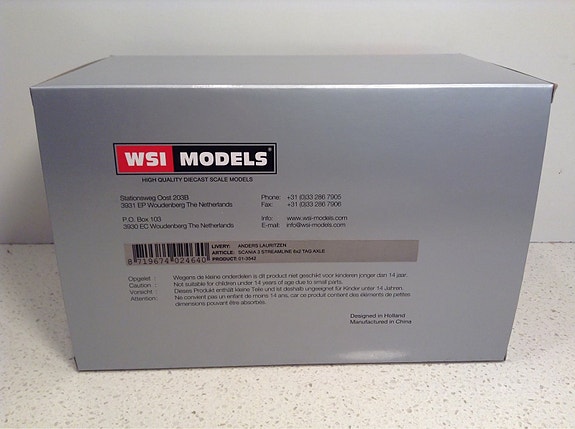 WSI MODELS®
HIGH QUALITY DIECAST SCALE MODELS
Stationsweg Oost 203B
3931 EP Woudenberg The Netherlands
P.O. Box 103
3930 EC Woudenberg The Netherlands
Phone: +31 (0)33 286 7905
Fax: +31 (0)33 286 7906
Info: www.wsi-models.com
E-mail: info@wsi-models.com
8 719674 024640
LIVERY: ANDERS LAURITZEN
ARTICLE: SCANIA 3 STREAMLINE 6x2 TAG AXLE
PRODUCT: 01-3542
Opgelet : Wegens de kleine onderdelen is dit product niet geschikt voor kinderen jonger dan 14 jaar.
Caution : Not suitable for children under 14 years of age due to small parts.
Vorsicht : Dieses Produkt enthält kleine Teile und ist deshalb ungeeignet für Kinder unter 14 Jahren.
Attention: Ne convient pas un enfant de moins 14 ans, car ce produit contient des éléments de petites
dimensions pouvant être absorbés.
Designed in Holland
Manufactured in China